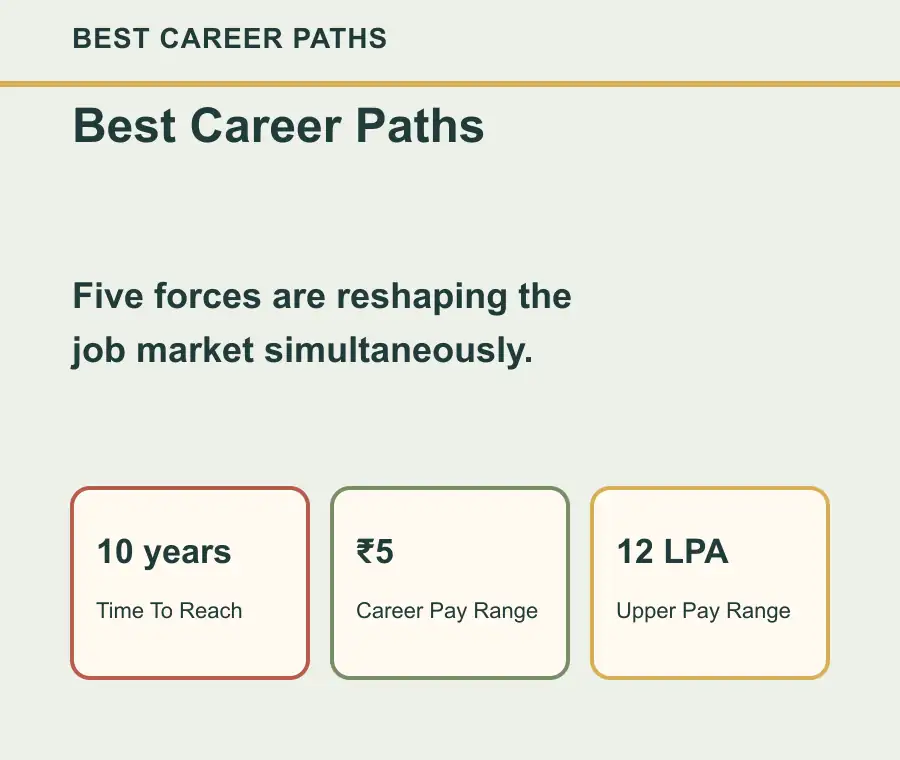 BEST CAREER PATHS
Best Career Paths
Five forces are reshaping the
job market simultaneously.
10 years
Time To Reach
₹5
Career Pay Range
12 LPA
Upper Pay Range